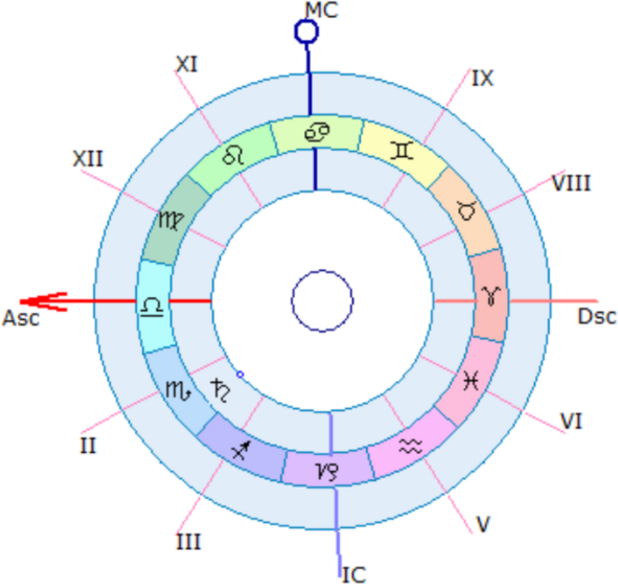 MC
XI
IX
♋
♌
♊
XII
VIII
♍
♉
Asc
♎
♈
Dsc
♏
♄
♓
II
VI
♐
♒
♑
III
V
IC